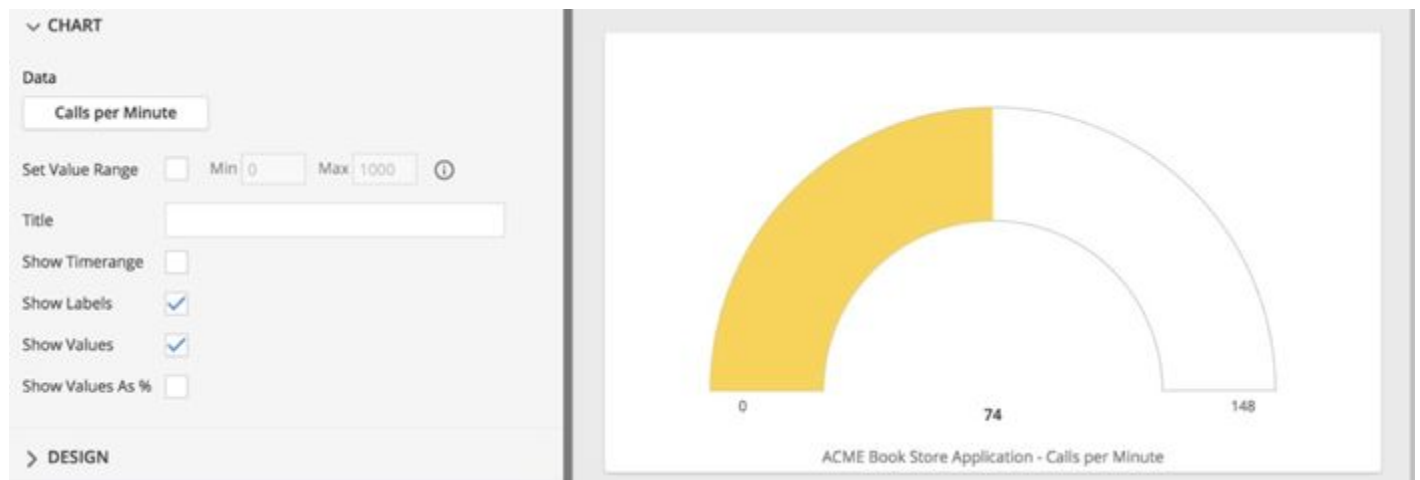 CHART
Data
Calls per Minute
Set Value Range Min 0 Max 1000
Title
Show Timerange
Show Labels
Show Values
Show Values As %
DESIGN
0 74 148
ACME Book Store Application - Calls per Minute